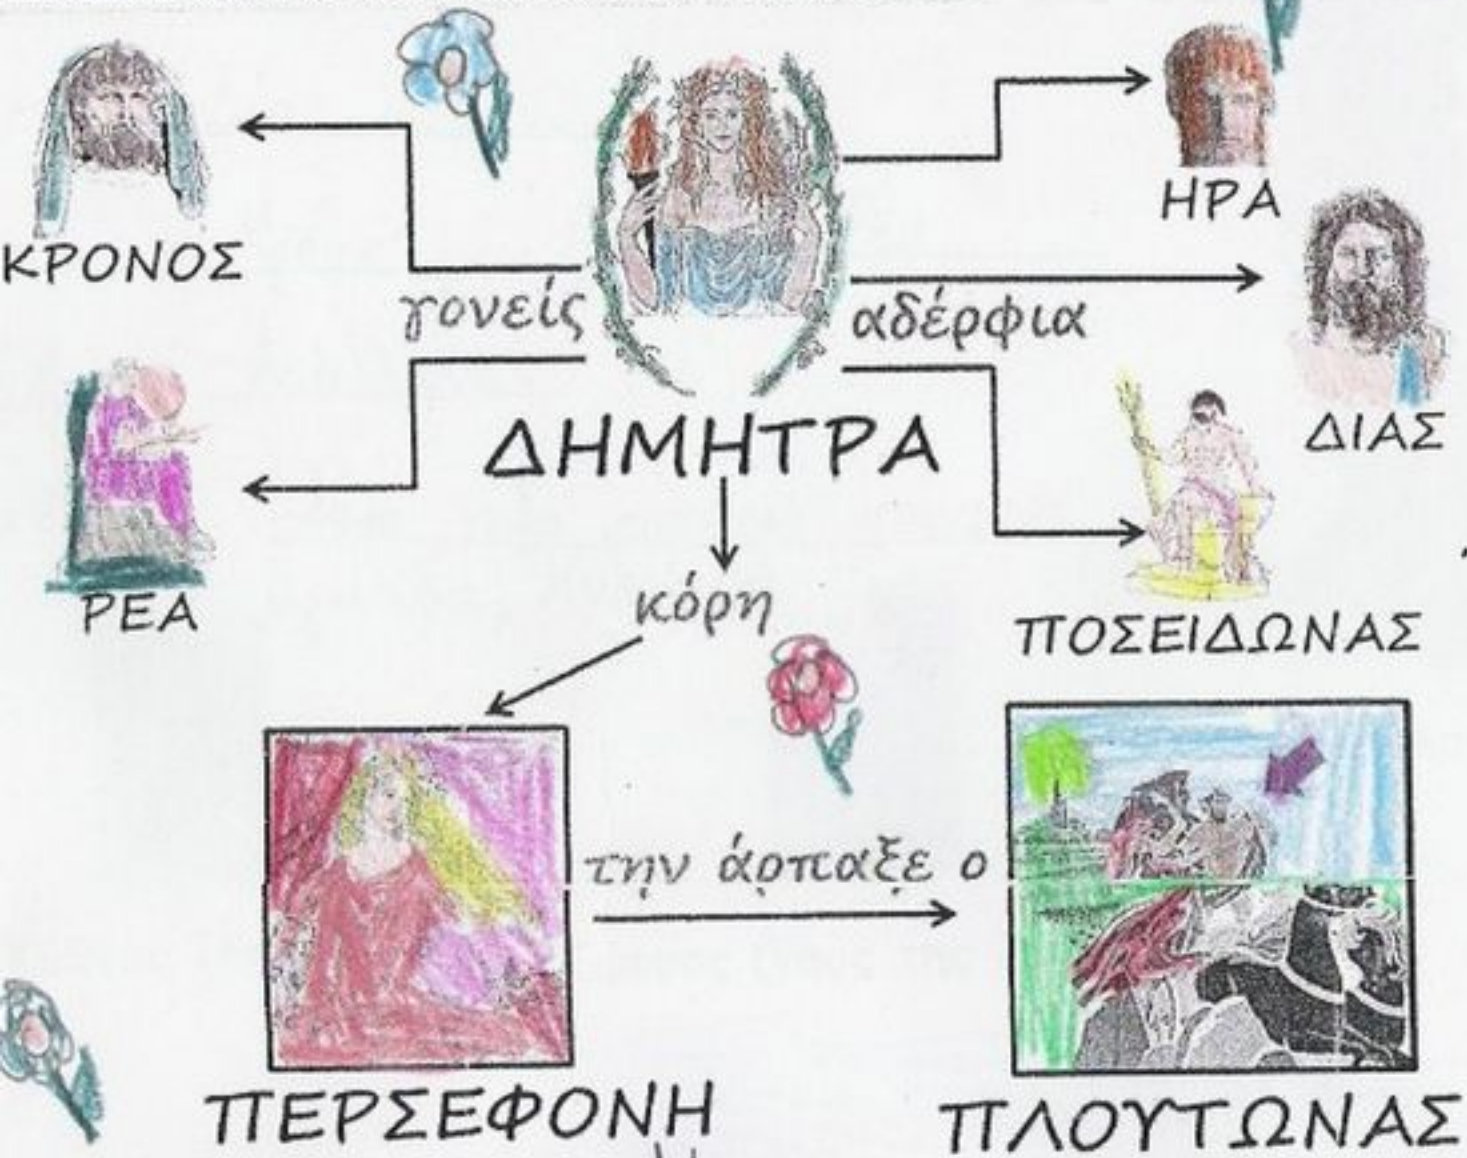 ΗΡΑ
ΚΡΟΝΟΣ
γονείς
αδέρφια
ΔΙΑΣ
ΔΗΜΗΤΡΑ
ΡΕΑ
κόρη
ΠΟΣΕΙΔΩΝΑΣ
την άρπαξε ο
ΠΕΡΣΕΦΟΝΗ
ΠΛΟΥΤΩΝΑΣ